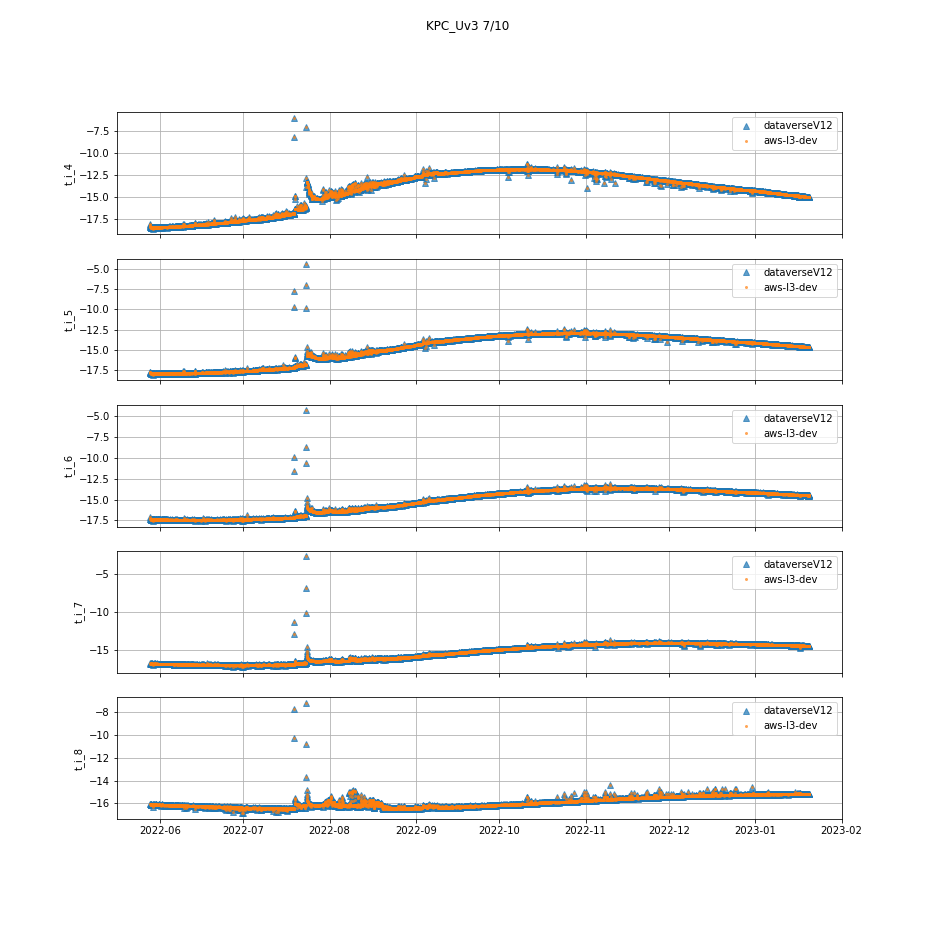 KPC_Uv3 7/10
−7.5
−10.0
−12.5
−15.0
−17.5
t_i_4
dataverseV12
aws-l3-dev
−5.0
−7.5
−10.0
−12.5
−15.0
−17.5
t_i_5
dataverseV12
aws-l3-dev
−5.0
−7.5
−10.0
−12.5
−15.0
−17.5
t_i_6
dataverseV12
aws-l3-dev
−5
−10
−15
t_i_7
dataverseV12
aws-l3-dev
−8
−10
−12
−14
−16
t_i_8
dataverseV12
aws-l3-dev
2022-06 2022-07 2022-08 2022-09 2022-10 2022-11 2022-12 2023-01 2023-02